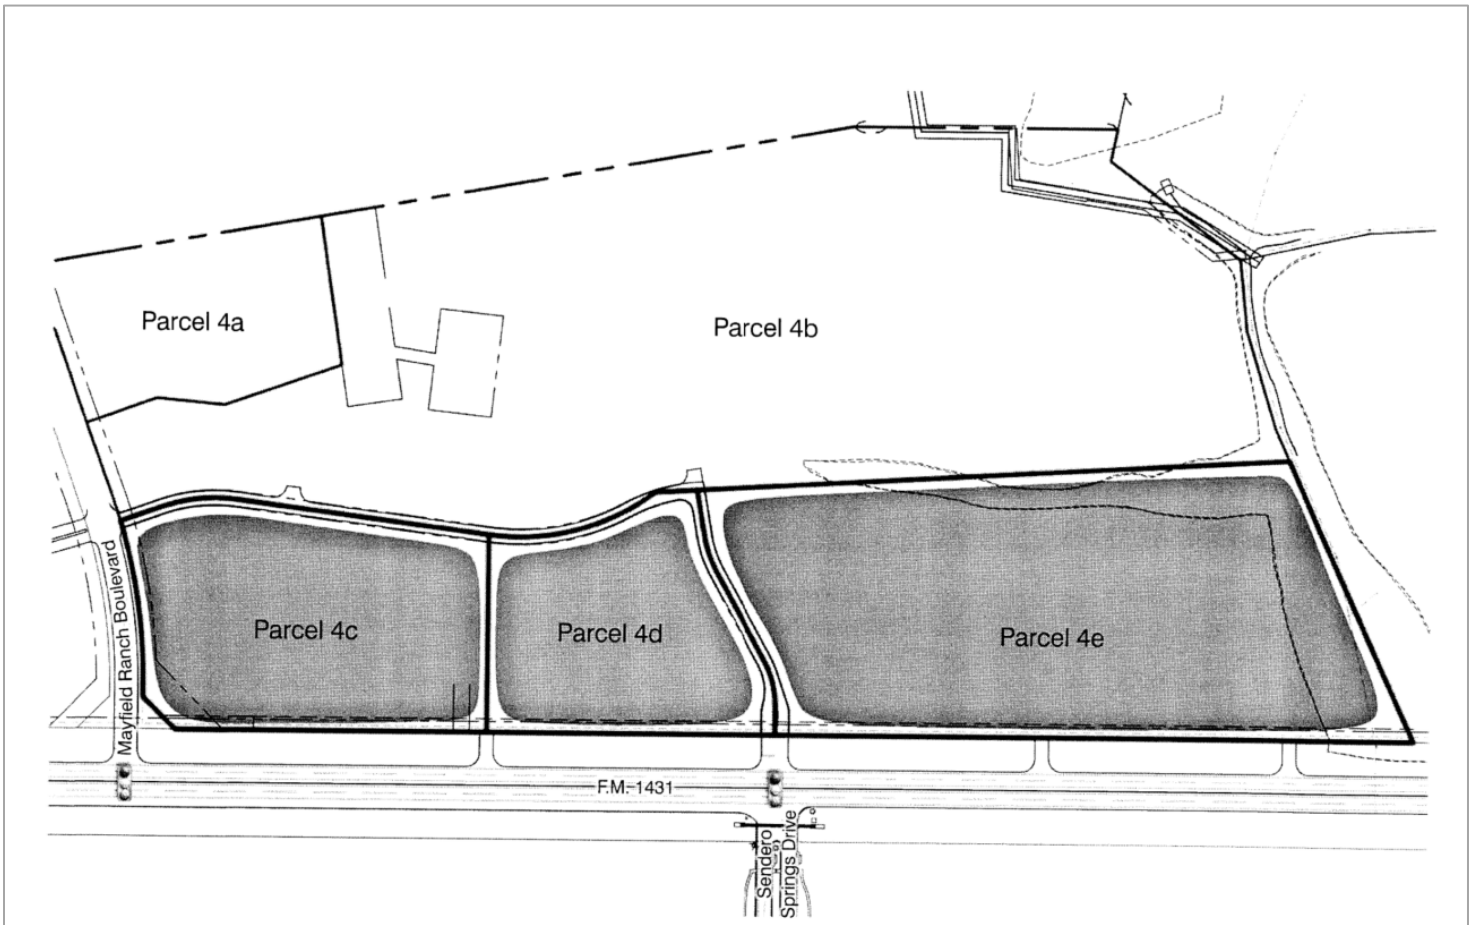 Parcel 4a
Parcel 4b
Parcel 4c
Parcel 4d
Parcel 4e
Mayfield Ranch Boulevard
F.M. 1431
Sendero
Springs Drive